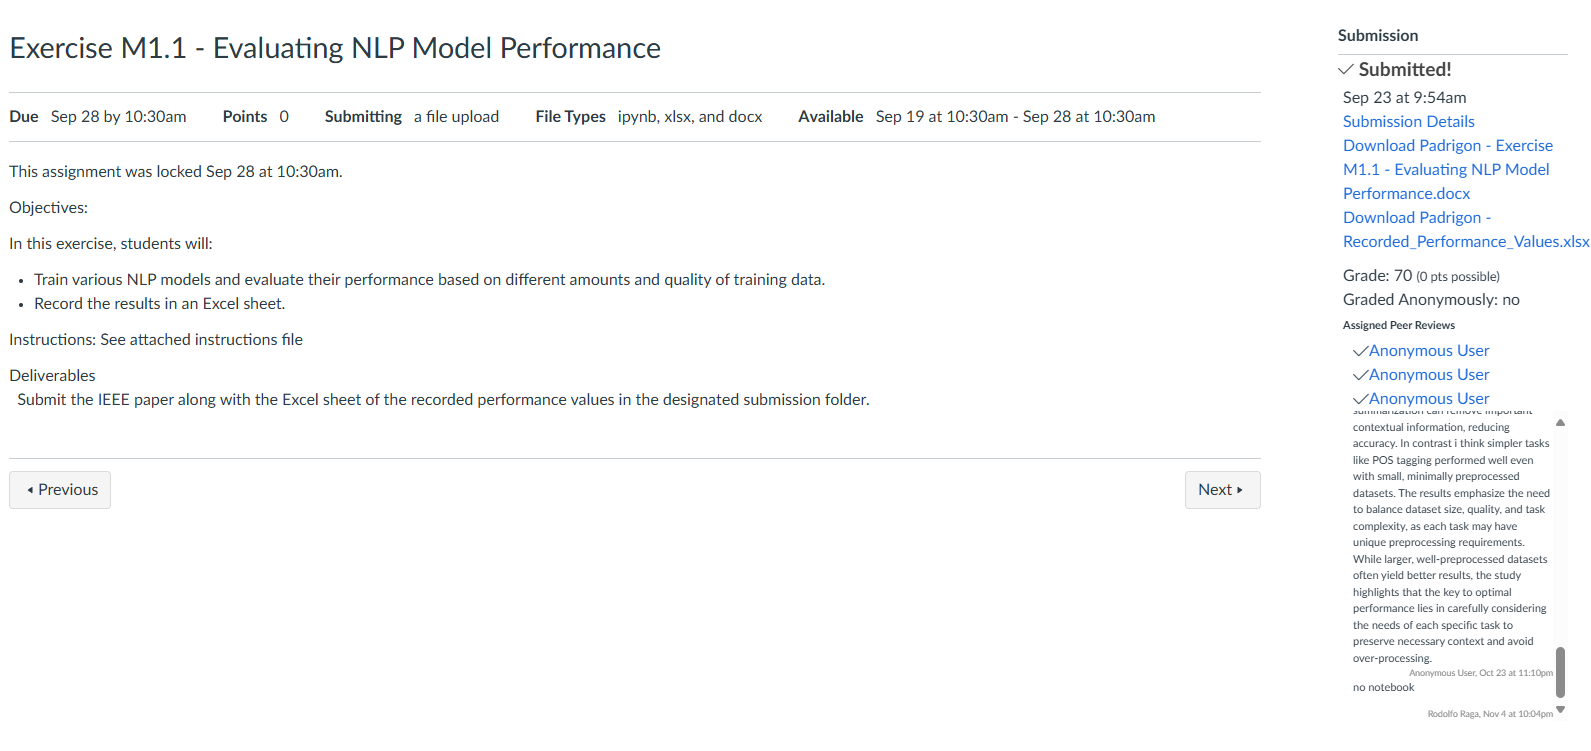 Exercise M1.1 - Evaluating NLP Model Performance
Due Sep 28 by 10:30am Points 0 Submitting a file upload File Types ipynb, xlsx, and docx Available Sep 19 at 10:30am - Sep 28 at 10:30am
This assignment was locked Sep 28 at 10:30am.
Objectives:
In this exercise, students will:
• Train various NLP models and evaluate their performance based on different amounts and quality of training data.
• Record the results in an Excel sheet.
Instructions: See attached instructions file
Deliverables
Submit the IEEE paper along with the Excel sheet of the recorded performance values in the designated submission folder.
Previous
Next
Submission
Submitted!
Sep 23 at 9:54am
Submission Details
Download Padrigon - Exercise
M1.1 - Evaluating NLP Model
Performance.docx
Download Padrigon -
Recorded_Performance_Values.xlsx
Grade: 70 (0 pts possible)
Graded Anonymously: no
Assigned Peer Reviews
Anonymous User
Anonymous User
Anonymous User
summarization can remove important
contextual information, reducing
accuracy. In contrast i think simpler tasks
like POS tagging performed well even
with small, minimally preprocessed
datasets. The results emphasize the need
to balance dataset size, quality, and task
complexity, as each task may have
unique preprocessing requirements.
While larger, well-preprocessed datasets
often yield better results, the study
highlights that the key to optimal
performance lies in carefully considering
the needs of each specific task to
preserve necessary context and avoid
over-processing.
Anonymous User, Oct 23 at 11:10pm
no notebook
Rodolfo Raga, Nov 4 at 10:04pm